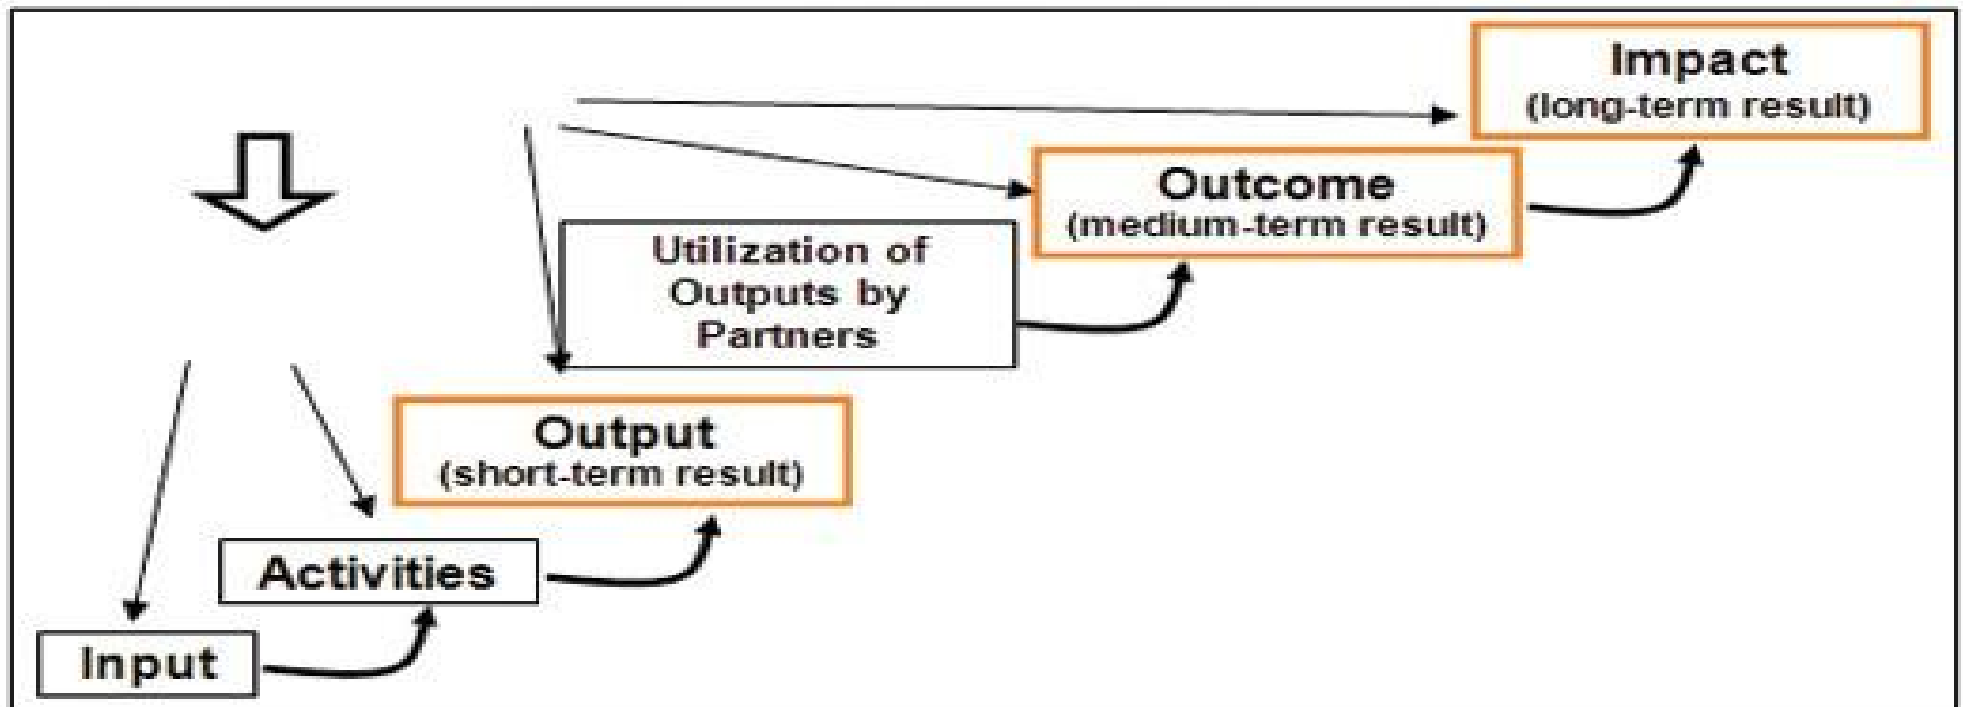 Impact
(long-term result)
Outcome
(medium-term result)
Utilization of
Outputs by
Partners
Output
(short-term result)
Activities
Input